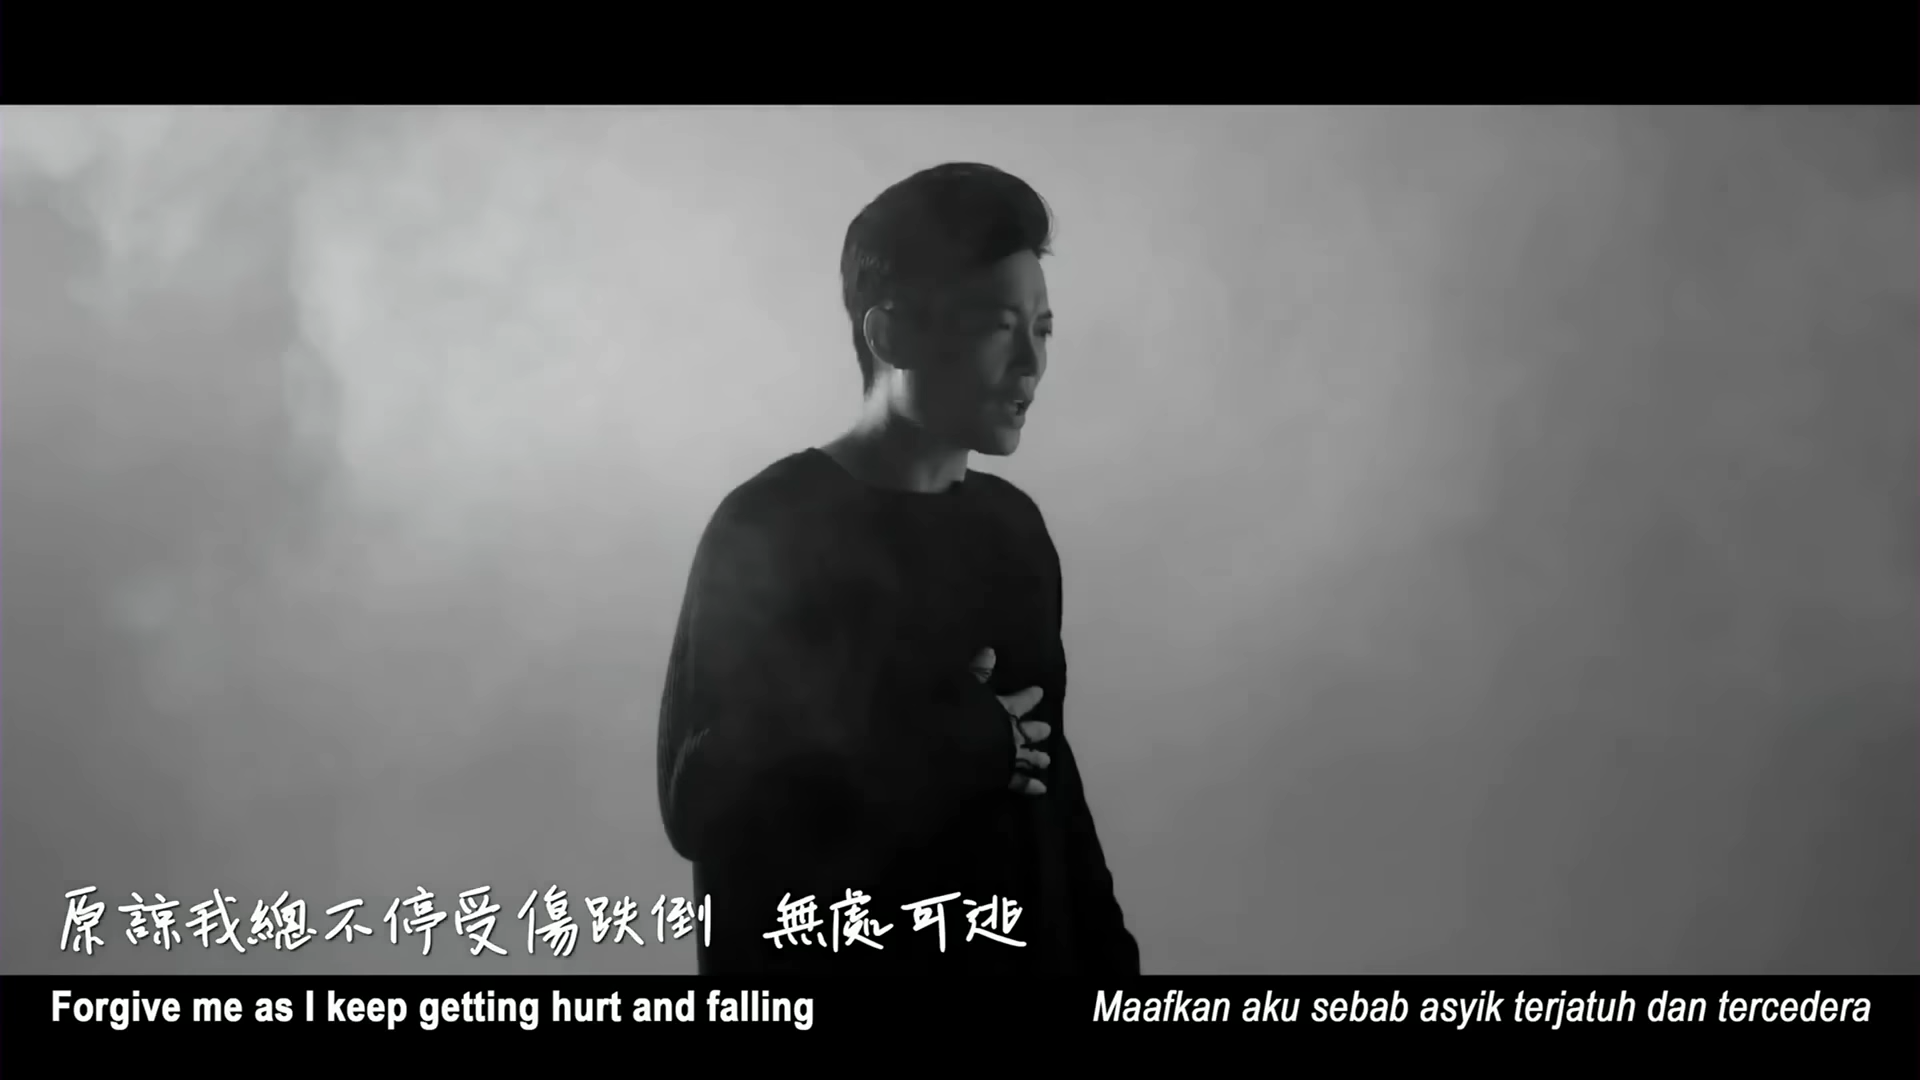 原諒我總不停受傷跌倒 無處可逃
Forgive me as I keep getting hurt and falling
Maafkan aku sebab asyik terjatuh dan tercedera